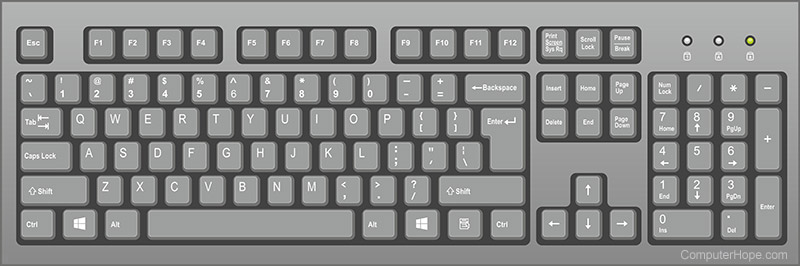 Esc F1 F2 F3 F4 F5 F6 F7 F8 F9 F10 F11 F12 Print Screen Sys Rq Scroll Lock Pause Break
1 A
~ ` ! 1 @ 2 # 3 $ 4 % 5 ^ 6 & 7 * 8 ( 9 ) 0 – - + = ←Backspace Insert Home Page Up Num Lock / * –
Tab Q W E R T Y U I O P { [ } ] Enter Delete End Page Down 7 Home 8 ↑ 9 PgUp +
Caps Lock A S D F G H J K L : ; " ' | \ 4 ← 5 6 →
⇧Shift Z X C V B N M < , > . ? / ⇧Shift ↑ 1 End 2 ↓ 3 PgDn Enter
Ctrl Alt Alt Ctrl ← ↓ → 0 Ins . Del
ComputerHope.com